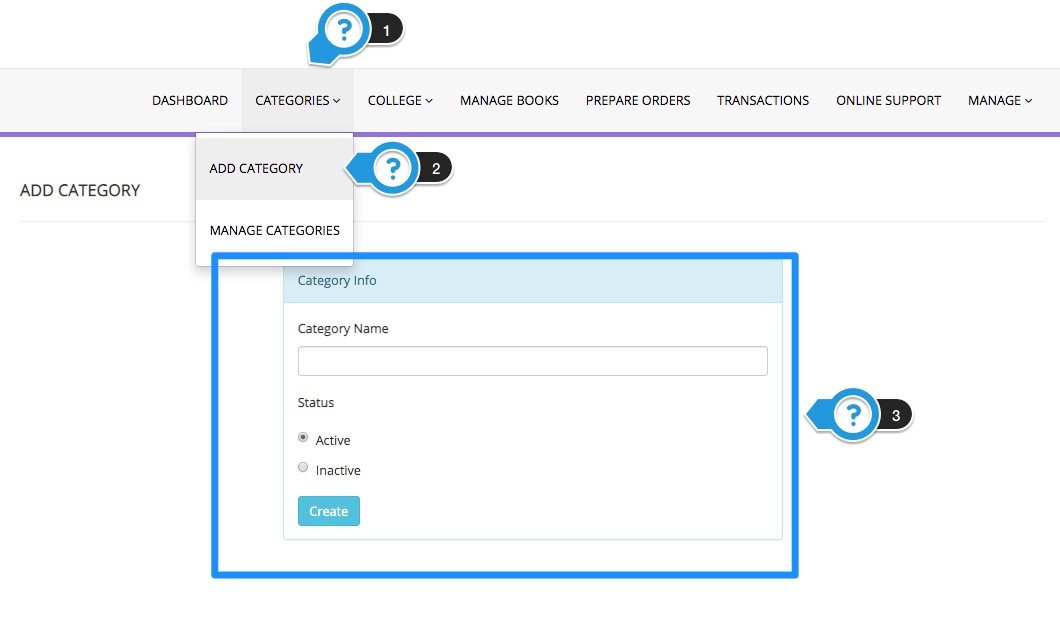 ? 1
DASHBOARD CATEGORIES COLLEGE MANAGE BOOKS PREPARE ORDERS TRANSACTIONS ONLINE SUPPORT MANAGE
ADD CATEGORY ? 2
ADD CATEGORY
MANAGE CATEGORIES
Category Info
Category Name
Status
? 3
Active
Inactive
Create